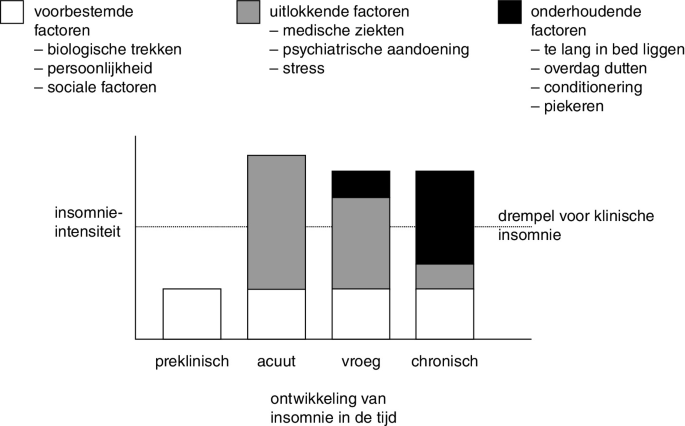 voorbestemde
factoren
– biologische trekken
– persoonlijkheid
– sociale factoren
uitlokkende factoren
– medische ziekten
– psychiatrische aandoening
– stress
onderhoudende
factoren
– te lang in bed liggen
– overdag dutten
– conditionering
– piekeren
insomnie-
intensiteit
drempel voor klinische
insomnie
preklinisch
acuut
vroeg
chronisch
ontwikkeling van
insomnie in de tijd